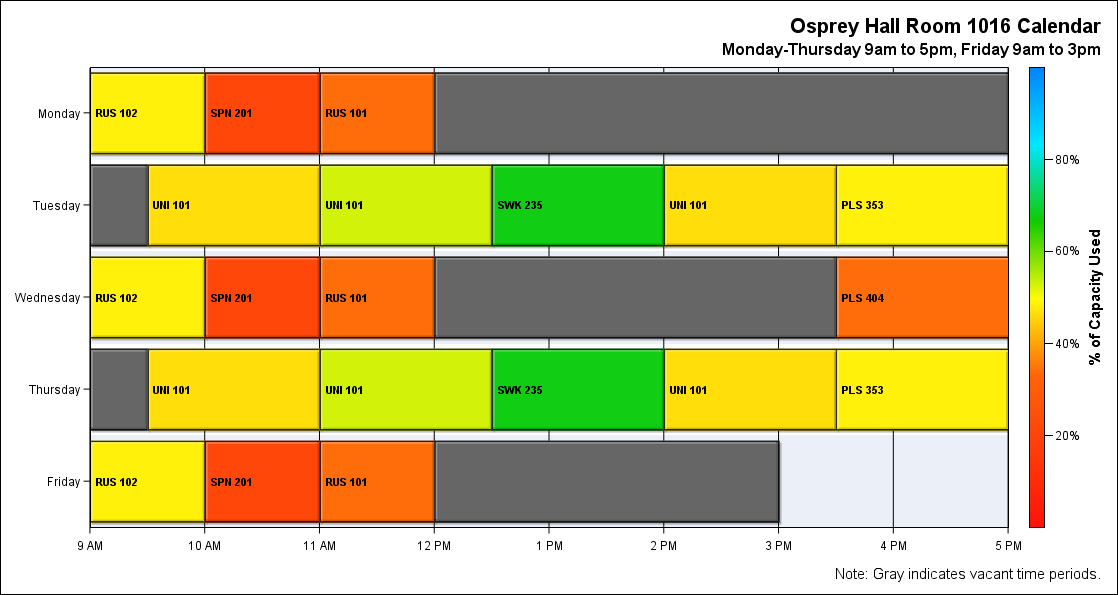 Osprey Hall Room 1016 Calendar
Monday-Thursday 9am to 5pm, Friday 9am to 3pm
Monday RUS 102 SPN 201 RUS 101
Tuesday UNI 101 UNI 101 SWK 235 UNI 101 PLS 353
Wednesday RUS 102 SPN 201 RUS 101 PLS 404
Thursday UNI 101 UNI 101 SWK 235 UNI 101 PLS 353
Friday RUS 102 SPN 201 RUS 101
9 AM 10 AM 11 AM 12 PM 1 PM 2 PM 3 PM 4 PM 5 PM
80%
60%
40%
20%
% of Capacity Used
Note: Gray indicates vacant time periods.